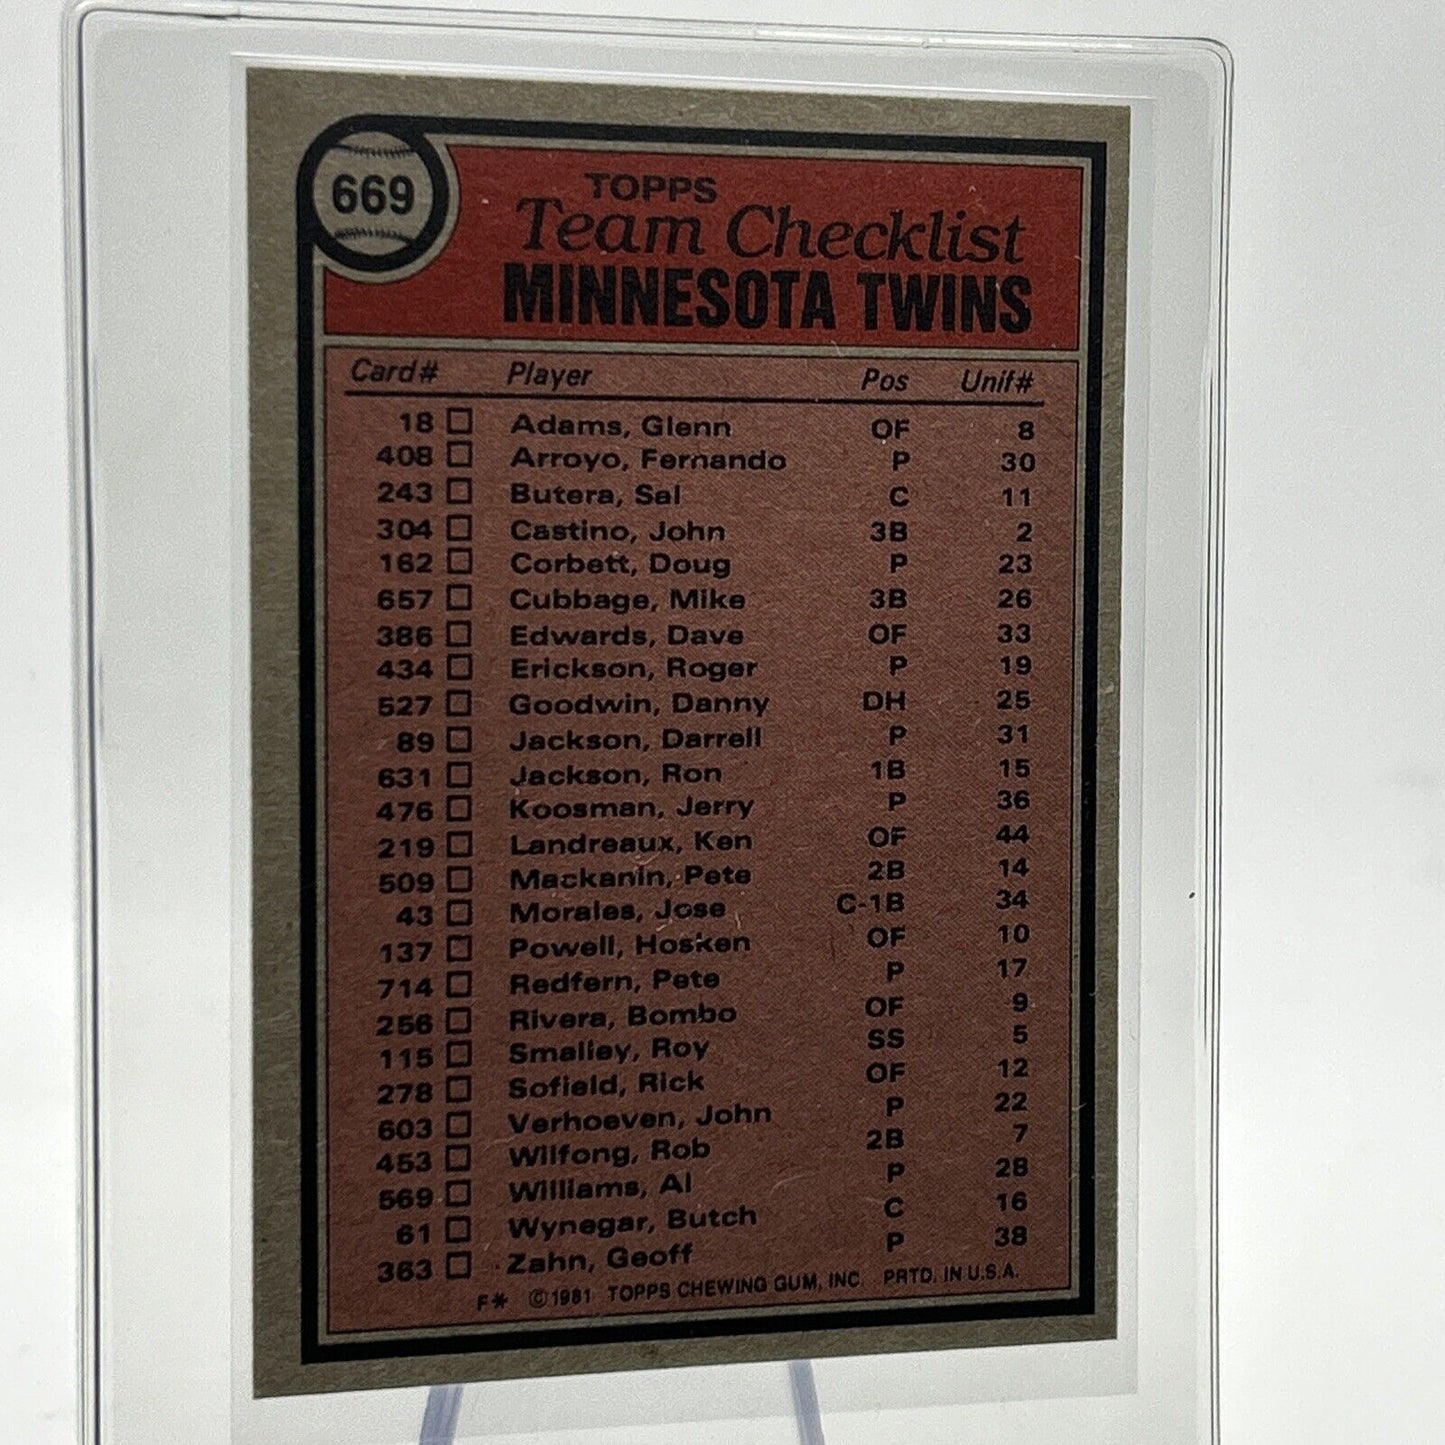 669
TOPPS
Team Checklist
MINNESOTA TWINS
Card# Player Pos Unif#
18 Adams, Glenn OF 8
408 Arroyo, Fernando P 30
243 Butera, Sal C 11
304 Castino, John 3B 2
162 Corbett, Doug P 23
657 Cubbage, Mike 3B 26
386 Edwards, Dave OF 33
434 Erickson, Roger P 19
527 Goodwin, Danny DH 25
89 Jackson, Darrell P 31
631 Jackson, Ron 1B 15
476 Koosman, Jerry P 36
219 Landreaux, Ken OF 44
509 Mackanin, Pete 2B 14
43 Morales, Jose C-1B 34
137 Powell, Hosken OF 10
714 Redfern, Pete P 17
256 Rivera, Bombo OF 9
115 Smalley, Roy SS 5
278 Sofield, Rick OF 12
603 Verhoeven, John P 22
453 Wilfong, Rob 2B 7
569 Williams, Al P 28
61 Wynegar, Butch C 16
363 Zahn, Geoff P 38
F* ©1981 TOPPS CHEWING GUM, INC. PRTD. IN U.S.A.